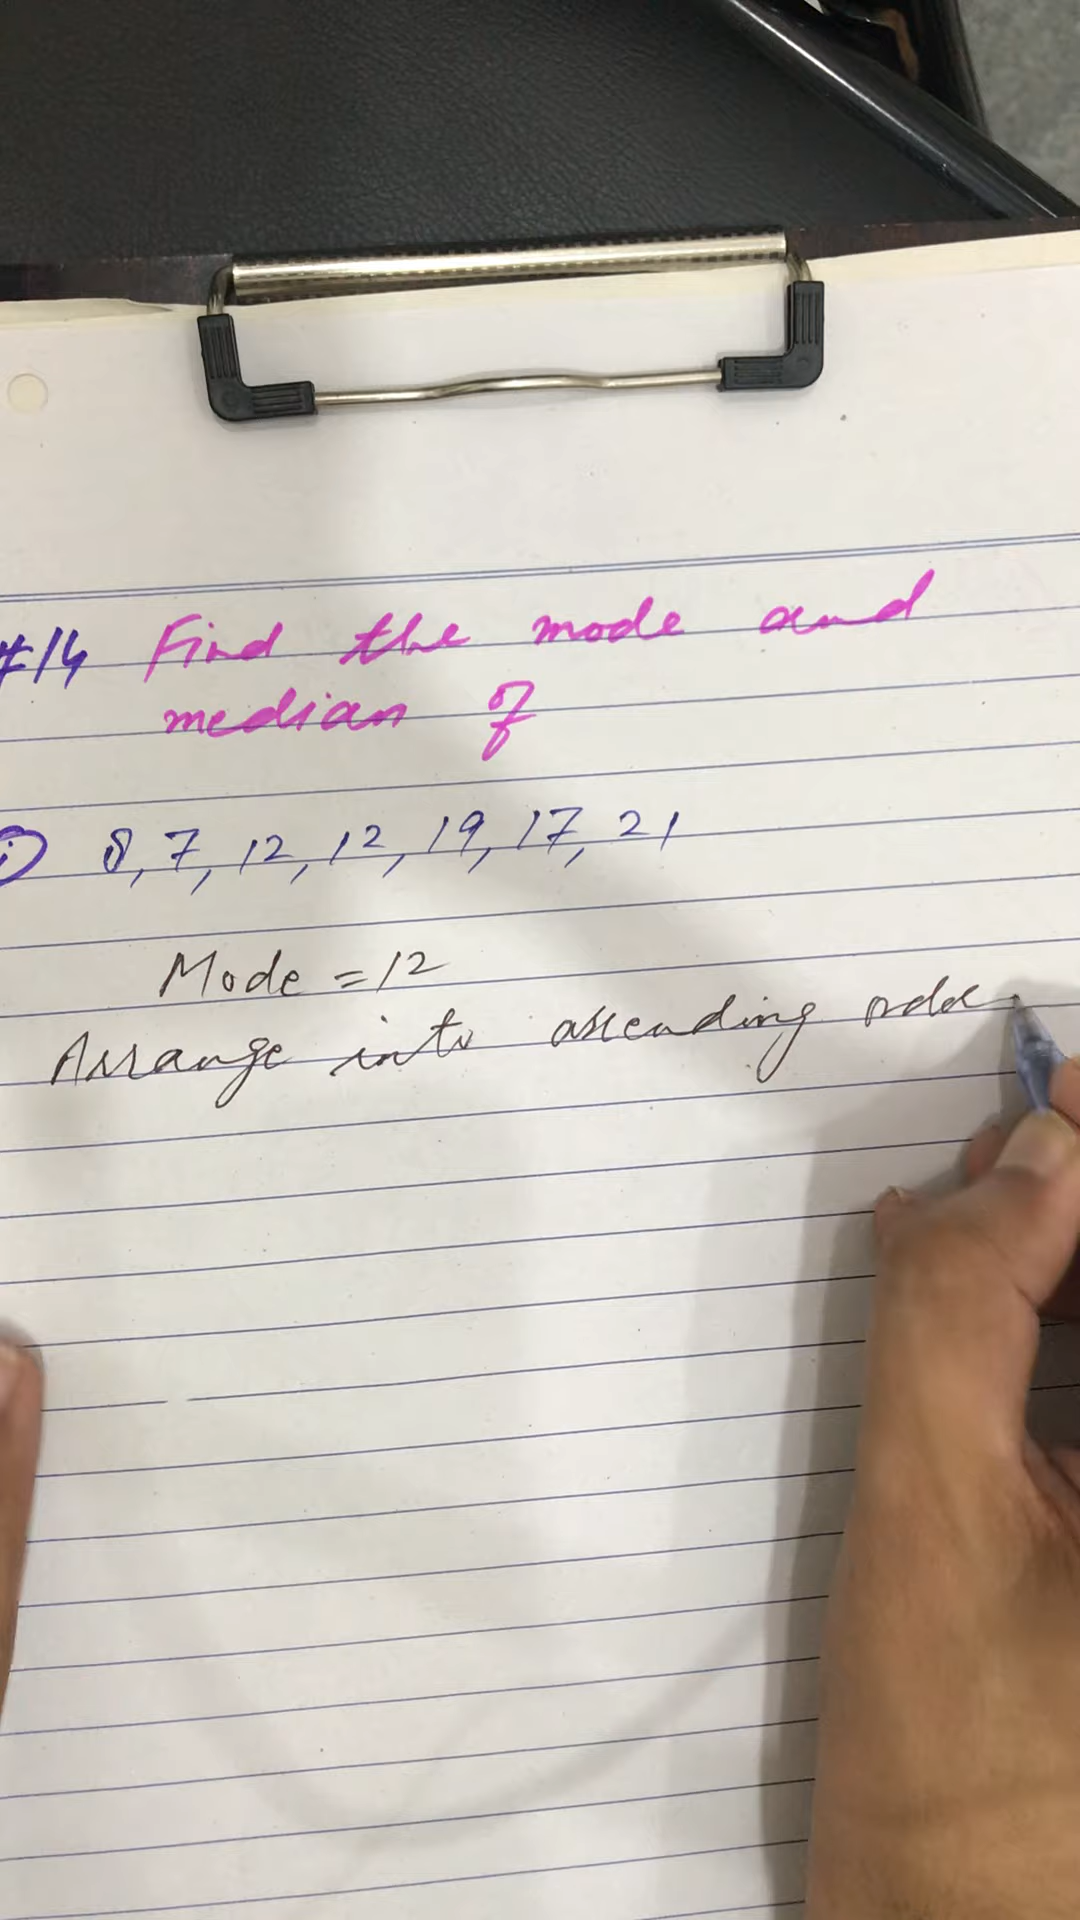 #14 Find the mode and
median of
i) 8, 7, 12, 12, 19, 17, 21
Mode = 12
Arrange into ascending orde